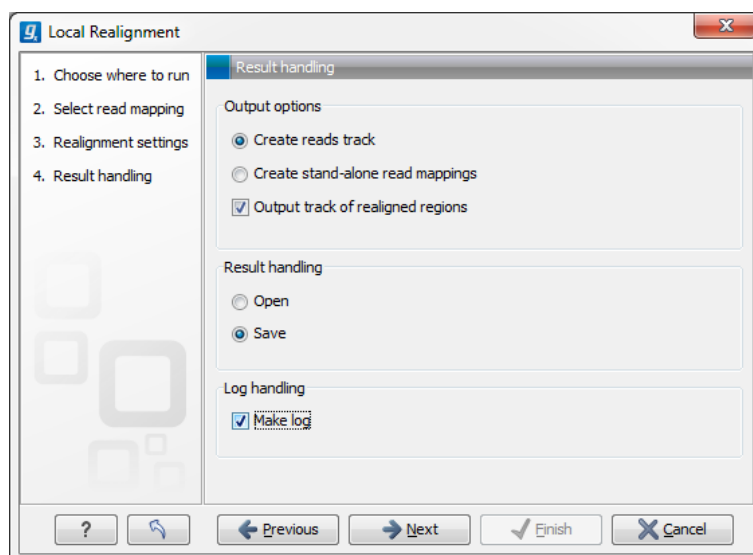 Local Realignment
1. Choose where to run
2. Select read mapping
3. Realignment settings
4. Result handling
Result handling
Output options
Create reads track
Create stand-alone read mappings
Output track of realigned regions
Result handling
Open
Save
Log handling
Make log
?
Previous
Next
Finish
Cancel